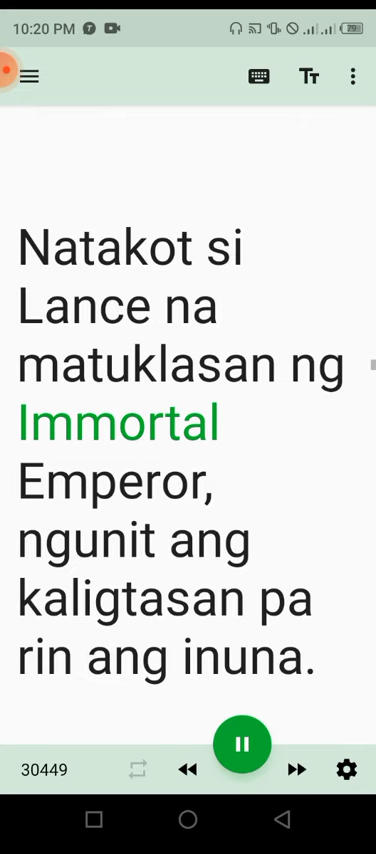 10:20 PM
29
Natakot si
Lance na
matuklasan ng
Immortal
Emperor,
ngunit ang
kaligtasan pa
rin ang inuna.
30449